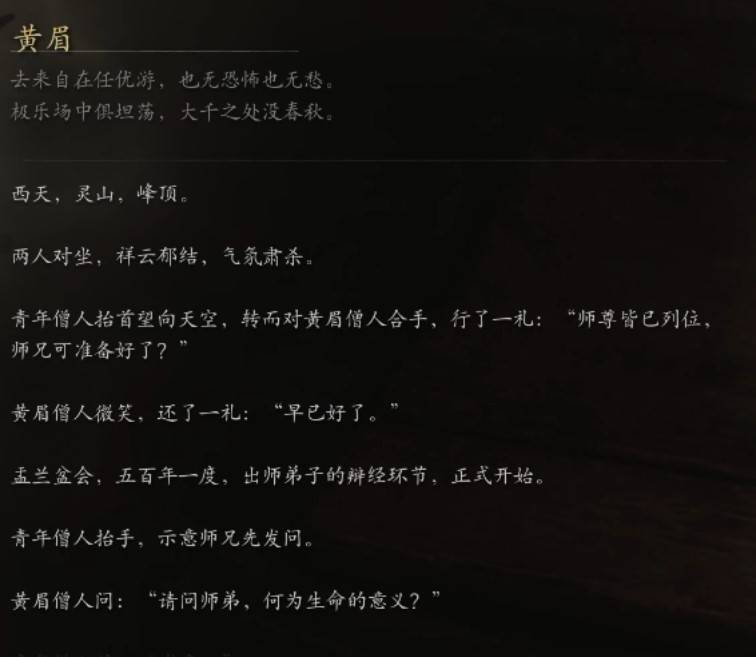 黄眉
去来自在任优游，也无恐怖也无愁。
极乐场中俱坦荡，大千之处没春秋。
西天，灵山，峰顶。
两人对坐，祥云郁结，气氛肃杀。
青年僧人抬首望向天空，转而对黄眉僧人合手，行了一礼：“师尊皆已列位，
师兄可准备好了？”
黄眉僧人微笑，还了一礼：“早已好了。”
盂兰盆会，五百年一度，出师弟子的辩经环节，正式开始。
青年僧人抬手，示意师兄先发问。
黄眉僧人问：“请问师弟，何为生命的意义？”